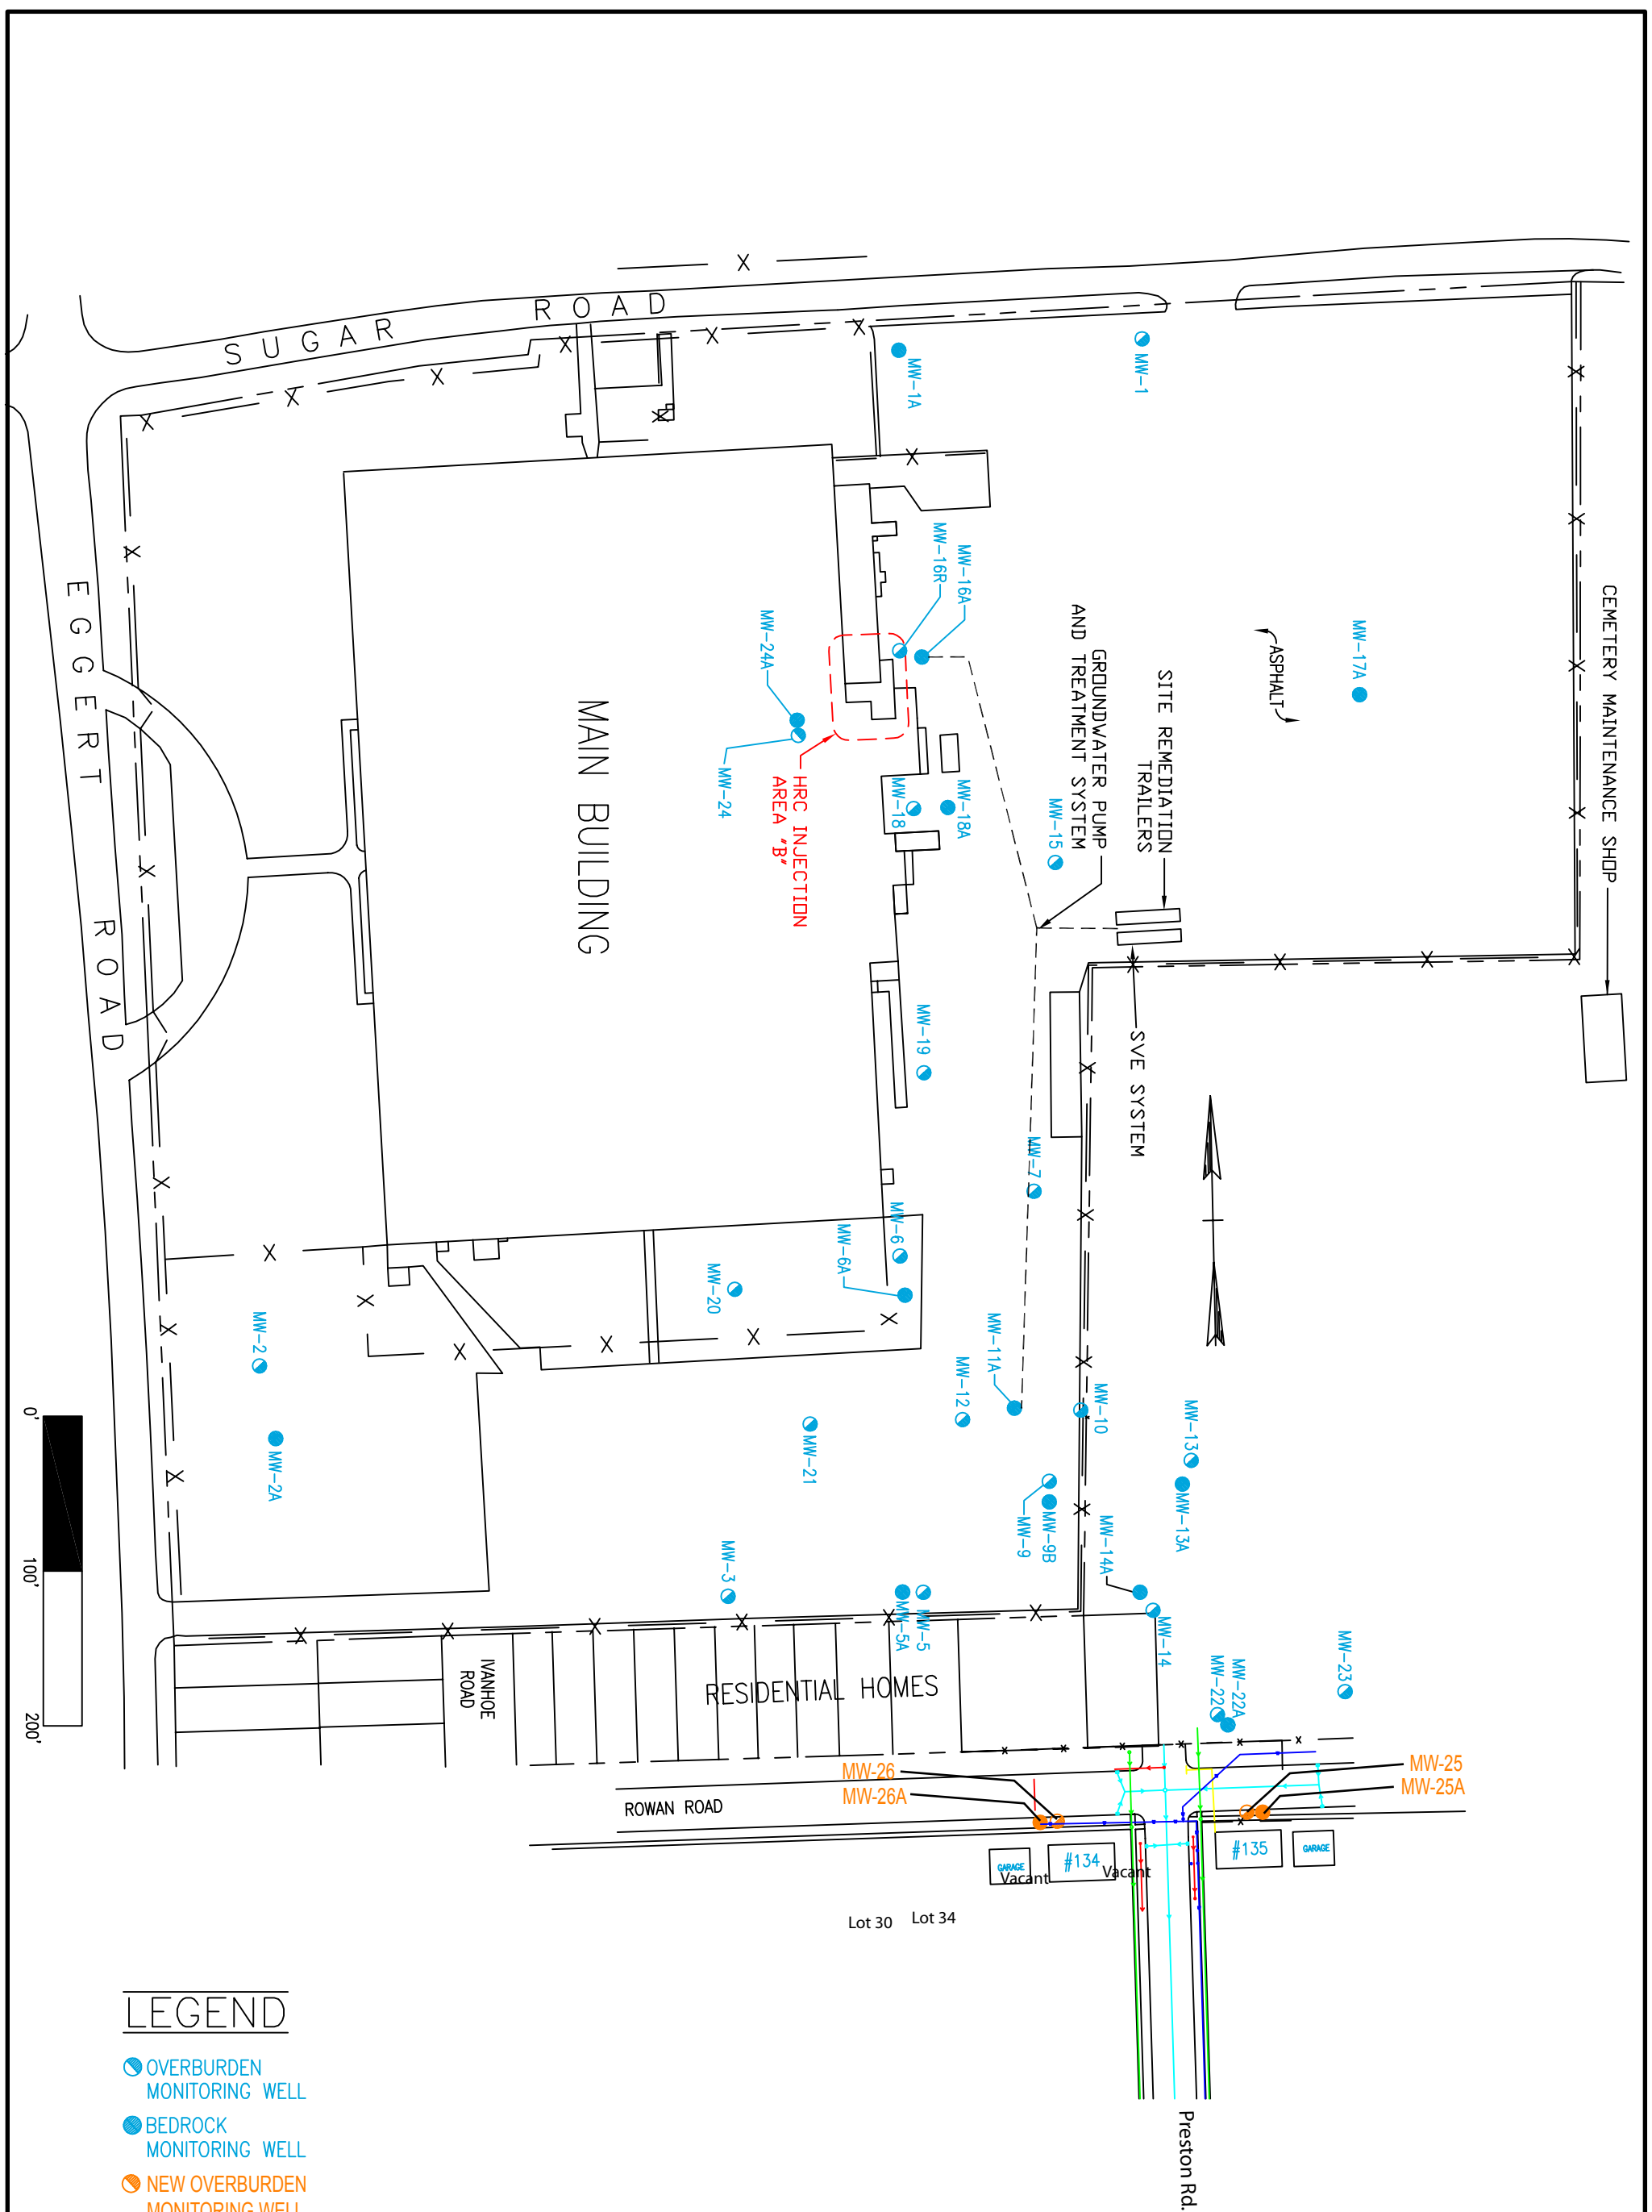 SUGAR ROAD
EGGERT ROAD
MW-1A
MW-1
MW-16R
MW-16A
MW-24A
MW-24
HRC INJECTION
AREA "B"
MAIN BUILDING
MW-17A
ASPHALT
CEMETERY MAINTENANCE SHOP
SITE REMEDIATION
TRAILERS
GROUNDWATER PUMP
AND TREATMENT SYSTEM
MW-15
MW-18
MW-18A
SVE SYSTEM
MW-19
MW-7
MW-6
MW-6A
MW-20
MW-2
MW-2A
MW-11A
MW-12
MW-10
MW-21
MW-13
MW-13A
MW-9
MW-9B
MW-14A
MW-14
MW-3
MW-5
MW-5A
MW-23
MW-22A
MW-22
0'
100'
200'
IVANHOE
ROAD
RESIDENTIAL HOMES
ROWAN ROAD
MW-26
MW-26A
MW-25
MW-25A
GARAGE
#134
#135
GARAGE
Vacant
Vacant
Lot 30
Lot 34
Preston Rd.
LEGEND
OVERBURDEN
MONITORING WELL
BEDROCK
MONITORING WELL
NEW OVERBURDEN
MONITORING WELL